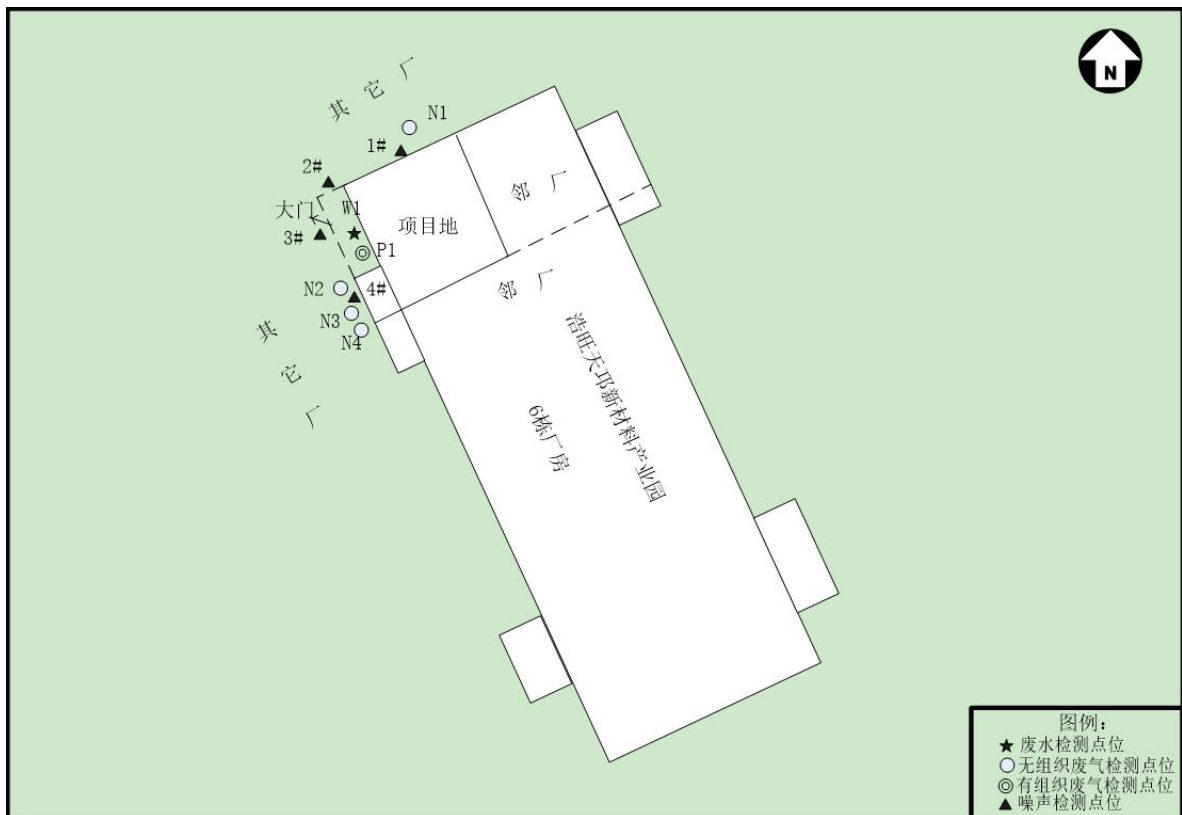 N
其它厂
N1
1#
2#
大门
W1
3#
项目地
邻厂
P1
N2
4#
邻厂
N3
N4
其它厂
浩旺天邛新材料产业园
6栋厂房
图例：
废水检测点位
无组织废气检测点位
有组织废气检测点位
噪声检测点位